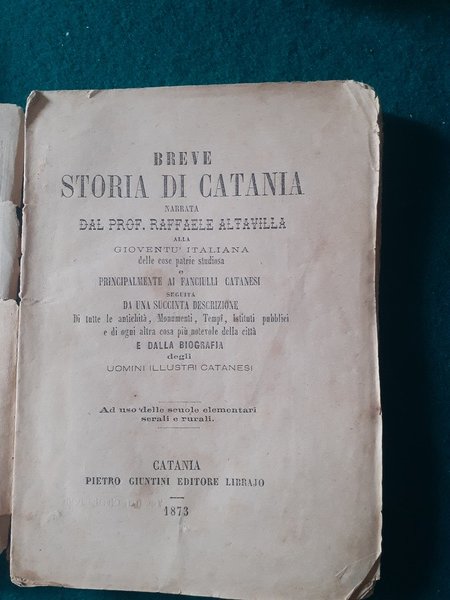 BREVE
STORIA DI CATANIA
NARRATA
DAL PROF. RAFFAELE ALTAVILLA
ALLA
GIOVENTU' ITALIANA
delle cose patrie studiosa
e
PRINCIPALMENTE AI FANCIULLI CATANESI
SEGUITA
DA UNA SUCCINTA DESCRIZIONE
Di tutte le antichità, Monumenti, Tempî, Istituti pubblici
e di ogni altra cosa più notevole della città
E DALLA BIOGRAFIA
degli
UOMINI ILLUSTRI CATANESI
Ad uso delle scuole elementari
serali e rurali.
CATANIA
PIETRO GIUNTINI EDITORE LIBRAJO
1873